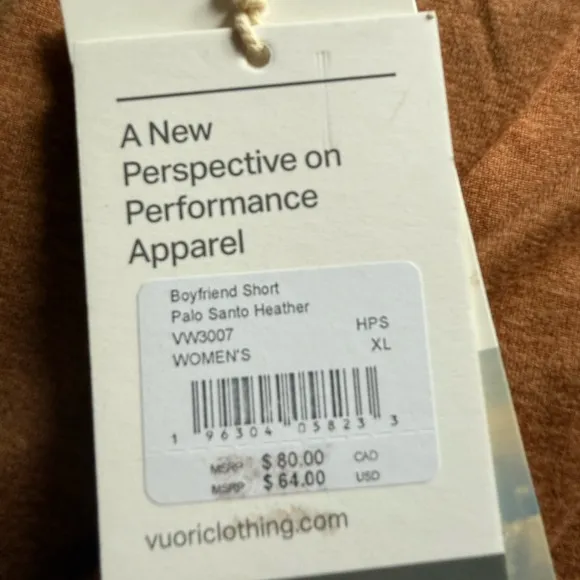 A New
Perspective on
Performance
Apparel
Boyfriend Short
Palo Santo Heather
VW3007 HPS
WOMEN'S XL
1 96304 05823 3
MSRP $80.00 CAD
MSRP $64.00 USD
vuoriclothing.com